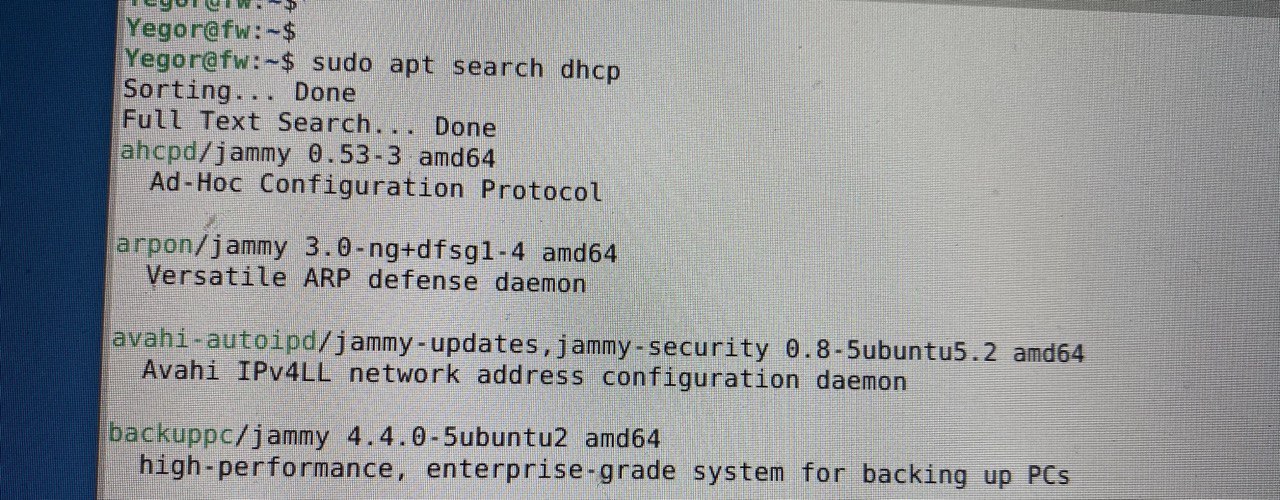 Yegor@fw:~$
Yegor@fw:~$
Yegor@fw:~$ sudo apt search dhcp
Sorting... Done
Full Text Search... Done
ahcpd/jammy 0.53-3 amd64
  Ad-Hoc Configuration Protocol
arpon/jammy 3.0-ng+dfsg1-4 amd64
  Versatile ARP defense daemon
avahi-autoipd/jammy-updates,jammy-security 0.8-5ubuntu5.2 amd64
  Avahi IPv4LL network address configuration daemon
backuppc/jammy 4.4.0-5ubuntu2 amd64
  high-performance, enterprise-grade system for backing up PCs